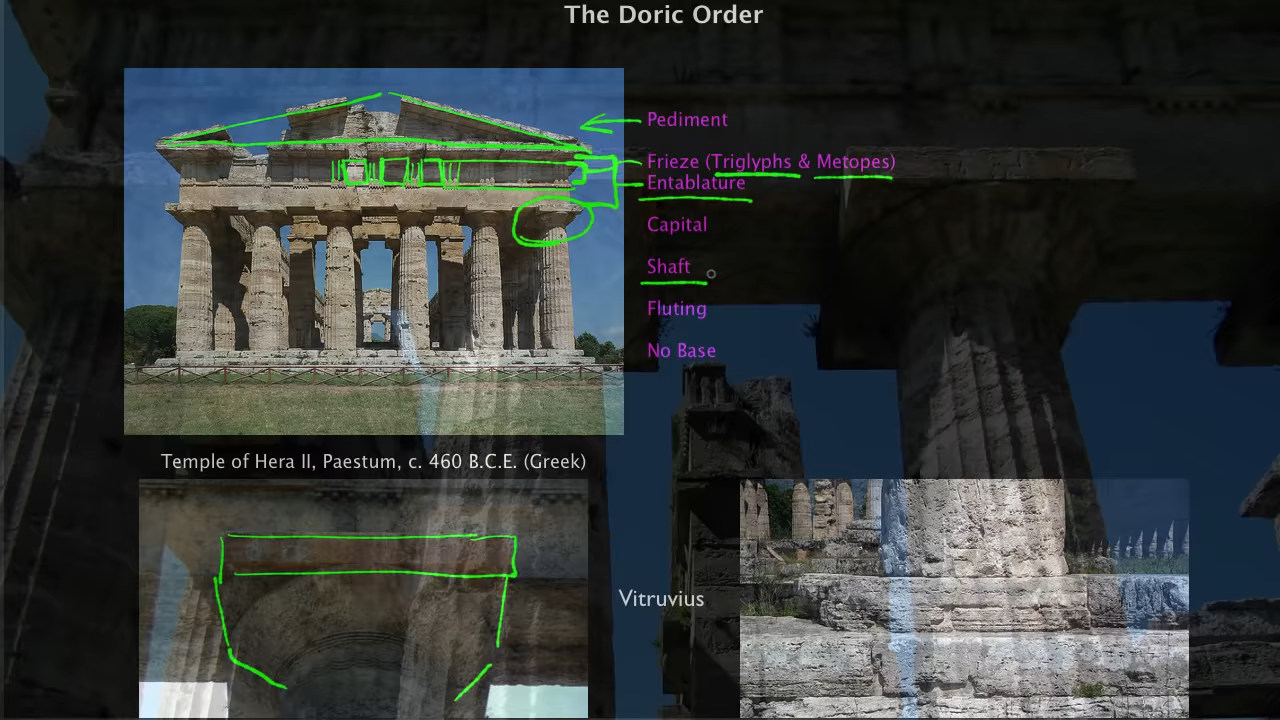 The Doric Order
Pediment
Frieze (Triglyphs & Metopes)
Entablature
Capital
Shaft
Fluting
No Base
Temple of Hera II, Paestum, c. 460 B.C.E. (Greek)
Vitruvius